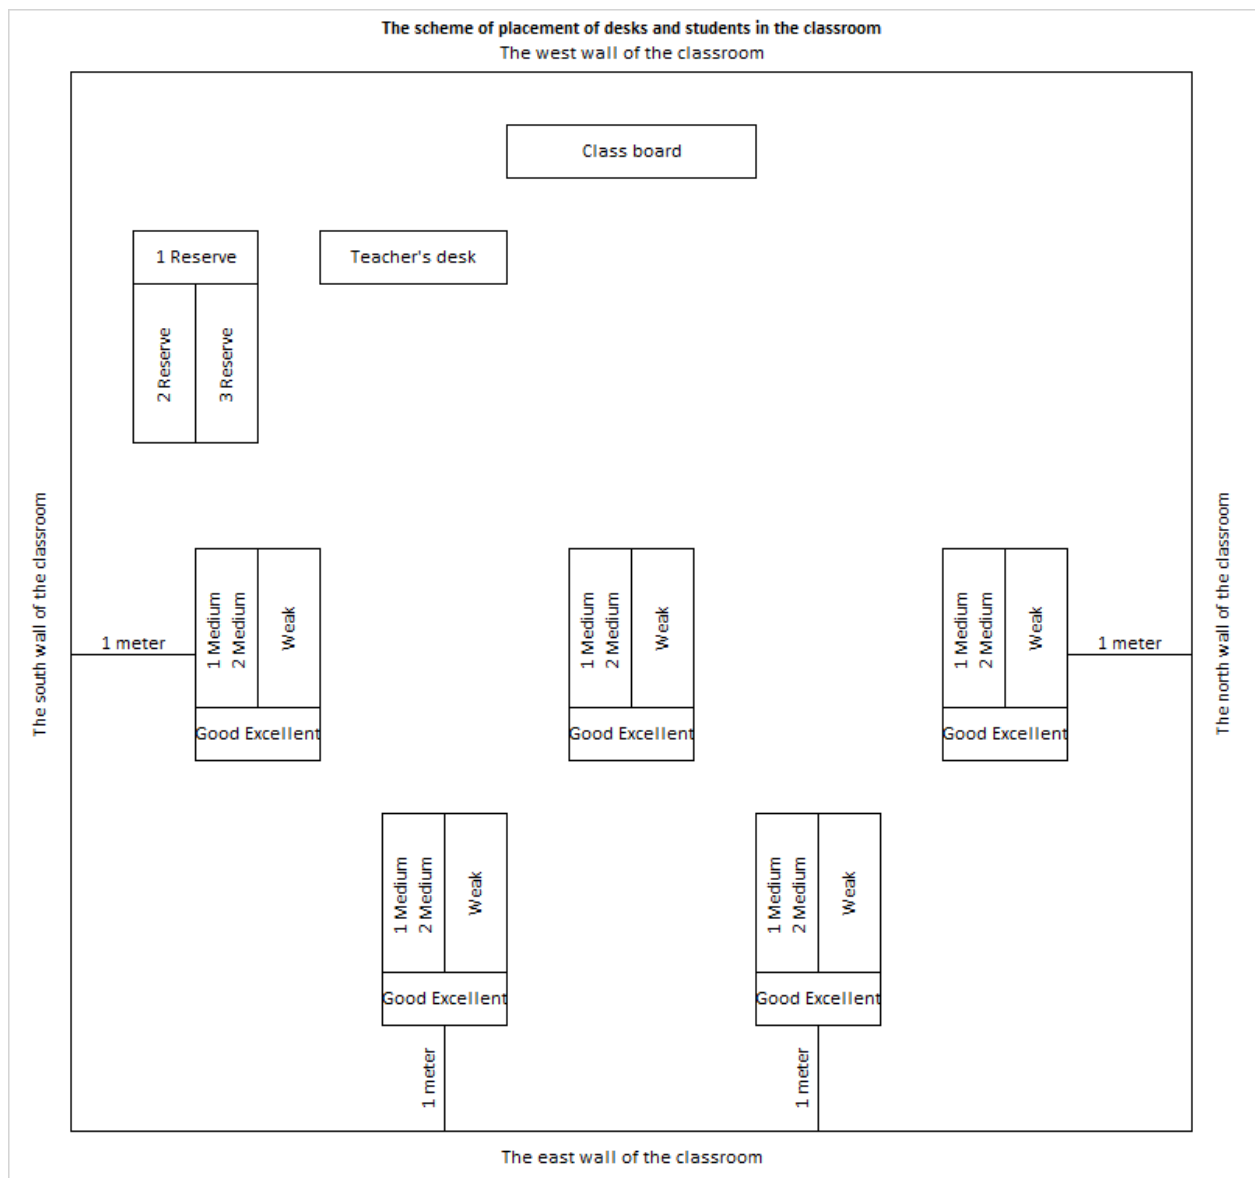 The scheme of placement of desks and students in the classroom
The west wall of the classroom
Class board
1 Reserve
Teacher's desk
2 Reserve
3 Reserve
The south wall of the classroom
The north wall of the classroom
1 meter
1 Medium
2 Medium
Weak
Good Excellent
1 Medium
2 Medium
Weak
Good Excellent
1 Medium
2 Medium
Weak
Good Excellent
1 meter
1 Medium
2 Medium
Weak
Good Excellent
1 meter
1 Medium
2 Medium
Weak
Good Excellent
1 meter
The east wall of the classroom